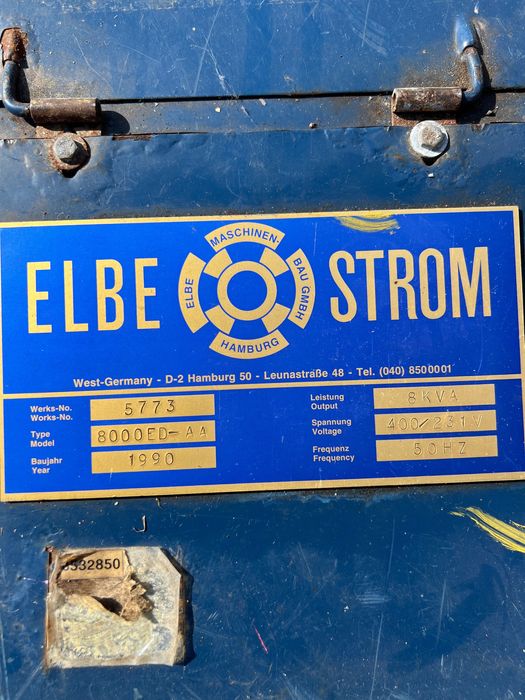 ELBE STROM
ELBE MASCHINEN-BAU GMBH HAMBURG
West-Germany - D-2 Hamburg 50 - Leunastraße 48 - Tel. (040) 8500001
Werks-No. 5773
Works-No.
Type 8000ED-AA
Model
Baujahr 1990
Year
Leistung 8KVA
Output
Spannung 400/231V
Voltage
Frequenz 50HZ
Frequency
332850